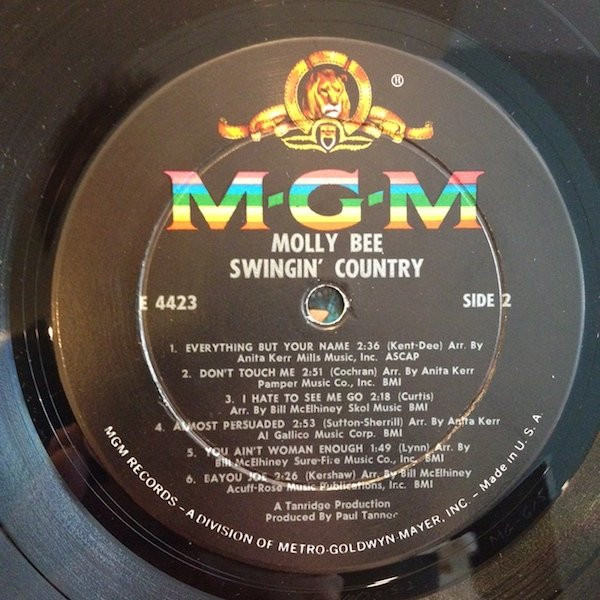 ®
M-G-M
MOLLY BEE
SWINGIN' COUNTRY
E 4423
SIDE 2
1. EVERYTHING BUT YOUR NAME 2:36 (Kent-Dee) Arr. By
Anita Kerr Mills Music, Inc. ASCAP
2. DON'T TOUCH ME 2:51 (Cochran) Arr. By Anita Kerr
Pamper Music Co., Inc. BMI
3. I HATE TO SEE ME GO 2:18 (Curtis)
Arr. By Bill McElhiney Skol Music BMI
4. ALMOST PERSUADED 2:53 (Sutton-Sherrill) Arr. By Anita Kerr
Al Gallico Music Corp. BMI
5. YOU AIN'T WOMAN ENOUGH 1:49 (Lynn) Arr. By
Bill McElhiney Sure-Fire Music Co., Inc. BMI
6. BAYOU JOE 2:26 (Kershaw) Arr. By Bill McElhiney
Acuff-Rose Music Publications, Inc. BMI
A Tanridge Production
Produced By Paul Tannen
MGM RECORDS – A DIVISION OF METRO-GOLDWYN-MAYER, INC. – Made in U. S. A.